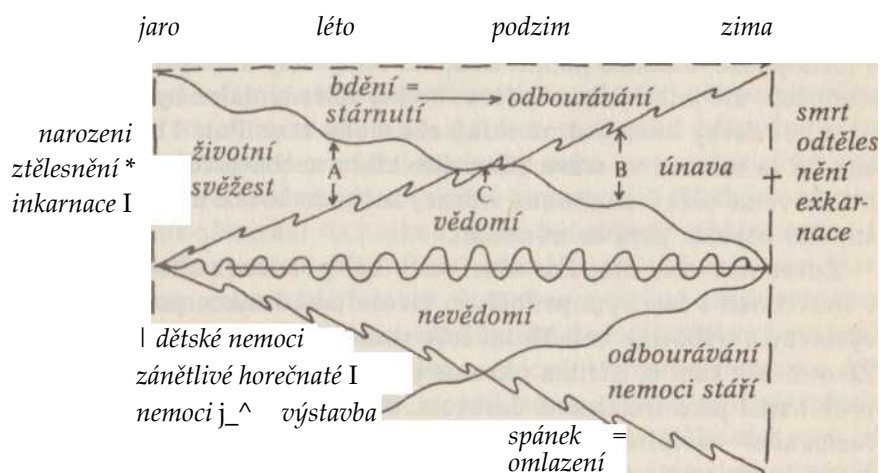 jaro léto podzim zima
bdění =
stárnutí → odbourávání
narozeni
ztělesnění *
inkarnace I
životní
svěžest
A
C
B
únava
vědomí
+
smrt
odtěles
nění
exkar-
nace
nevědomí
| dětské nemoci
zánětlivé horečnaté I
nemoci j_^ výstavba
odbourávání
nemoci stáří
spánek =
omlazení